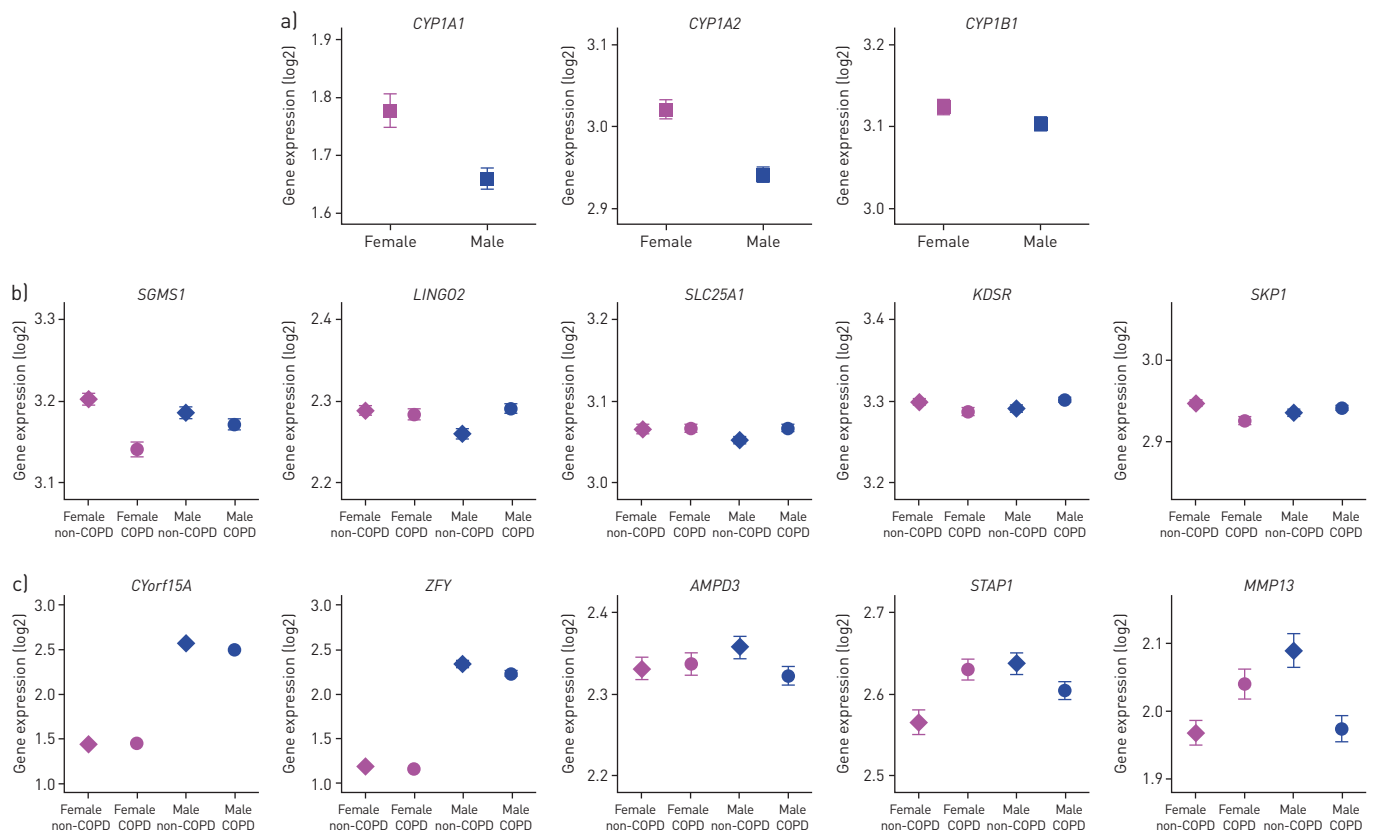 a)
CYP1A1
CYP1A2
CYP1B1
Gene expression (log2)
1.9
1.8
1.7
1.6
Female
Male
Gene expression (log2)
3.1
3.0
2.9
Female
Male
Gene expression (log2)
3.2
3.1
3.0
Female
Male
b)
SGMS1
LINGO2
SLC25A1
KDSR
SKP1
Gene expression (log2)
3.3
3.2
3.1
Female
non-COPD
Female
COPD
Male
non-COPD
Male
COPD
Gene expression (log2)
2.4
2.3
2.2
Female
non-COPD
Female
COPD
Male
non-COPD
Male
COPD
Gene expression (log2)
3.2
3.1
3.0
Female
non-COPD
Female
COPD
Male
non-COPD
Male
COPD
Gene expression (log2)
3.4
3.3
3.2
Female
non-COPD
Female
COPD
Male
non-COPD
Male
COPD
Gene expression (log2)
3.0
2.9
Female
non-COPD
Female
COPD
Male
non-COPD
Male
COPD
c)
CYorf15A
ZFY
AMPD3
STAP1
MMP13
Gene expression (log2)
3.0
2.5
2.0
1.5
1.0
Female
non-COPD
Female
COPD
Male
non-COPD
Male
COPD
Gene expression (log2)
3.0
2.5
2.0
1.5
1.0
Female
non-COPD
Female
COPD
Male
non-COPD
Male
COPD
Gene expression (log2)
2.4
2.3
2.2
Female
non-COPD
Female
COPD
Male
non-COPD
Male
COPD
Gene expression (log2)
2.7
2.6
2.5
Female
non-COPD
Female
COPD
Male
non-COPD
Male
COPD
Gene expression (log2)
2.1
2.0
1.9
Female
non-COPD
Female
COPD
Male
non-COPD
Male
COPD